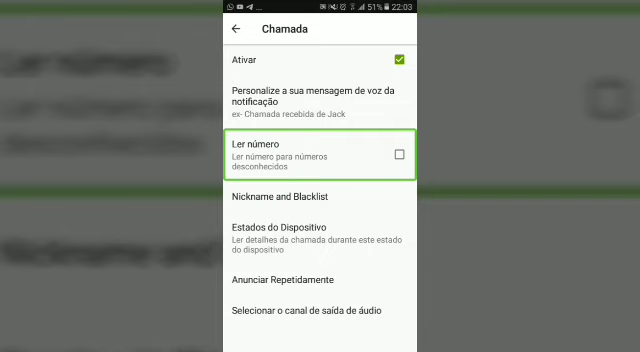 51% 22:03
Chamada
Ativar
Personalize a sua mensagem de voz da
notificação
ex- Chamada recebida de Jack
Ler número
Ler número para números
desconhecidos
Nickname and Blacklist
Estados do Dispositivo
Ler detalhes da chamada durante este estado
do dispositivo
Anunciar Repetidamente
Selecionar o canal de saída de áudio